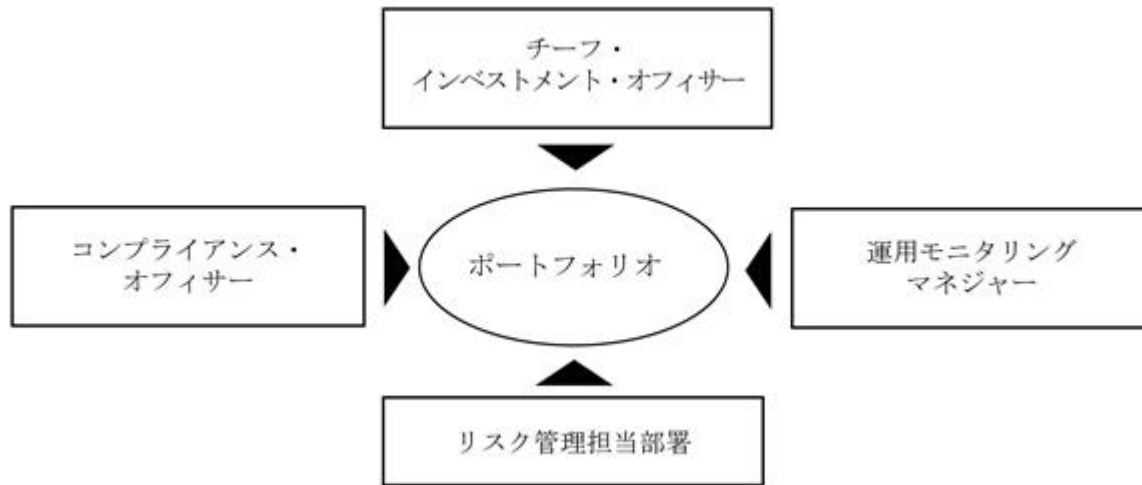 チーフ・
インベストメント・オフィサー
コンプライアンス・
オフィサー
ポートフォリオ
運用モニタリング
マネジャー
リスク管理担当部署